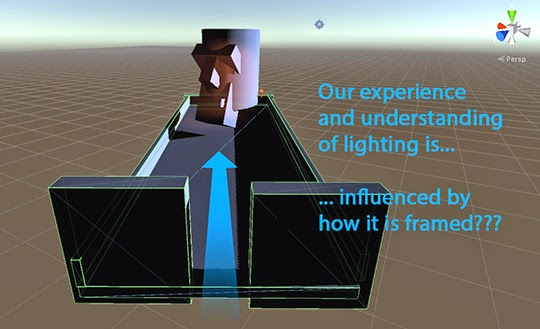 Our experience
and understanding
of lighting is...
... influenced by
how it is framed???
Persp